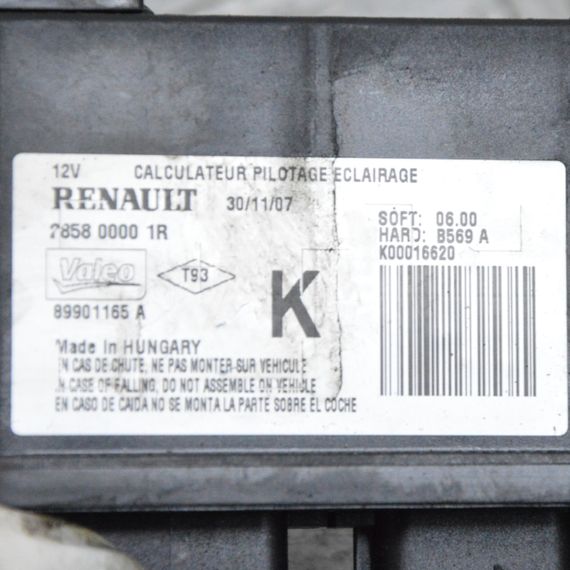 12V CALCULATEUR PILOTAGE ECLAIRAGE
RENAULT 30/11/07
28580 0000 1R
SOFT: 06.00
HARD: B569 A
K00016620
Valeo
T93
K
89901165 A
Made in HUNGARY
EN CAS DE CHUTE, NE PAS MONTER SUR VEHICULE
IN CASE OF FALLING, DO NOT ASSEMBLE ON VEHICLE
EN CASO DE CAIDA NO SE MONTA LA PARTE SOBRE EL COCHE